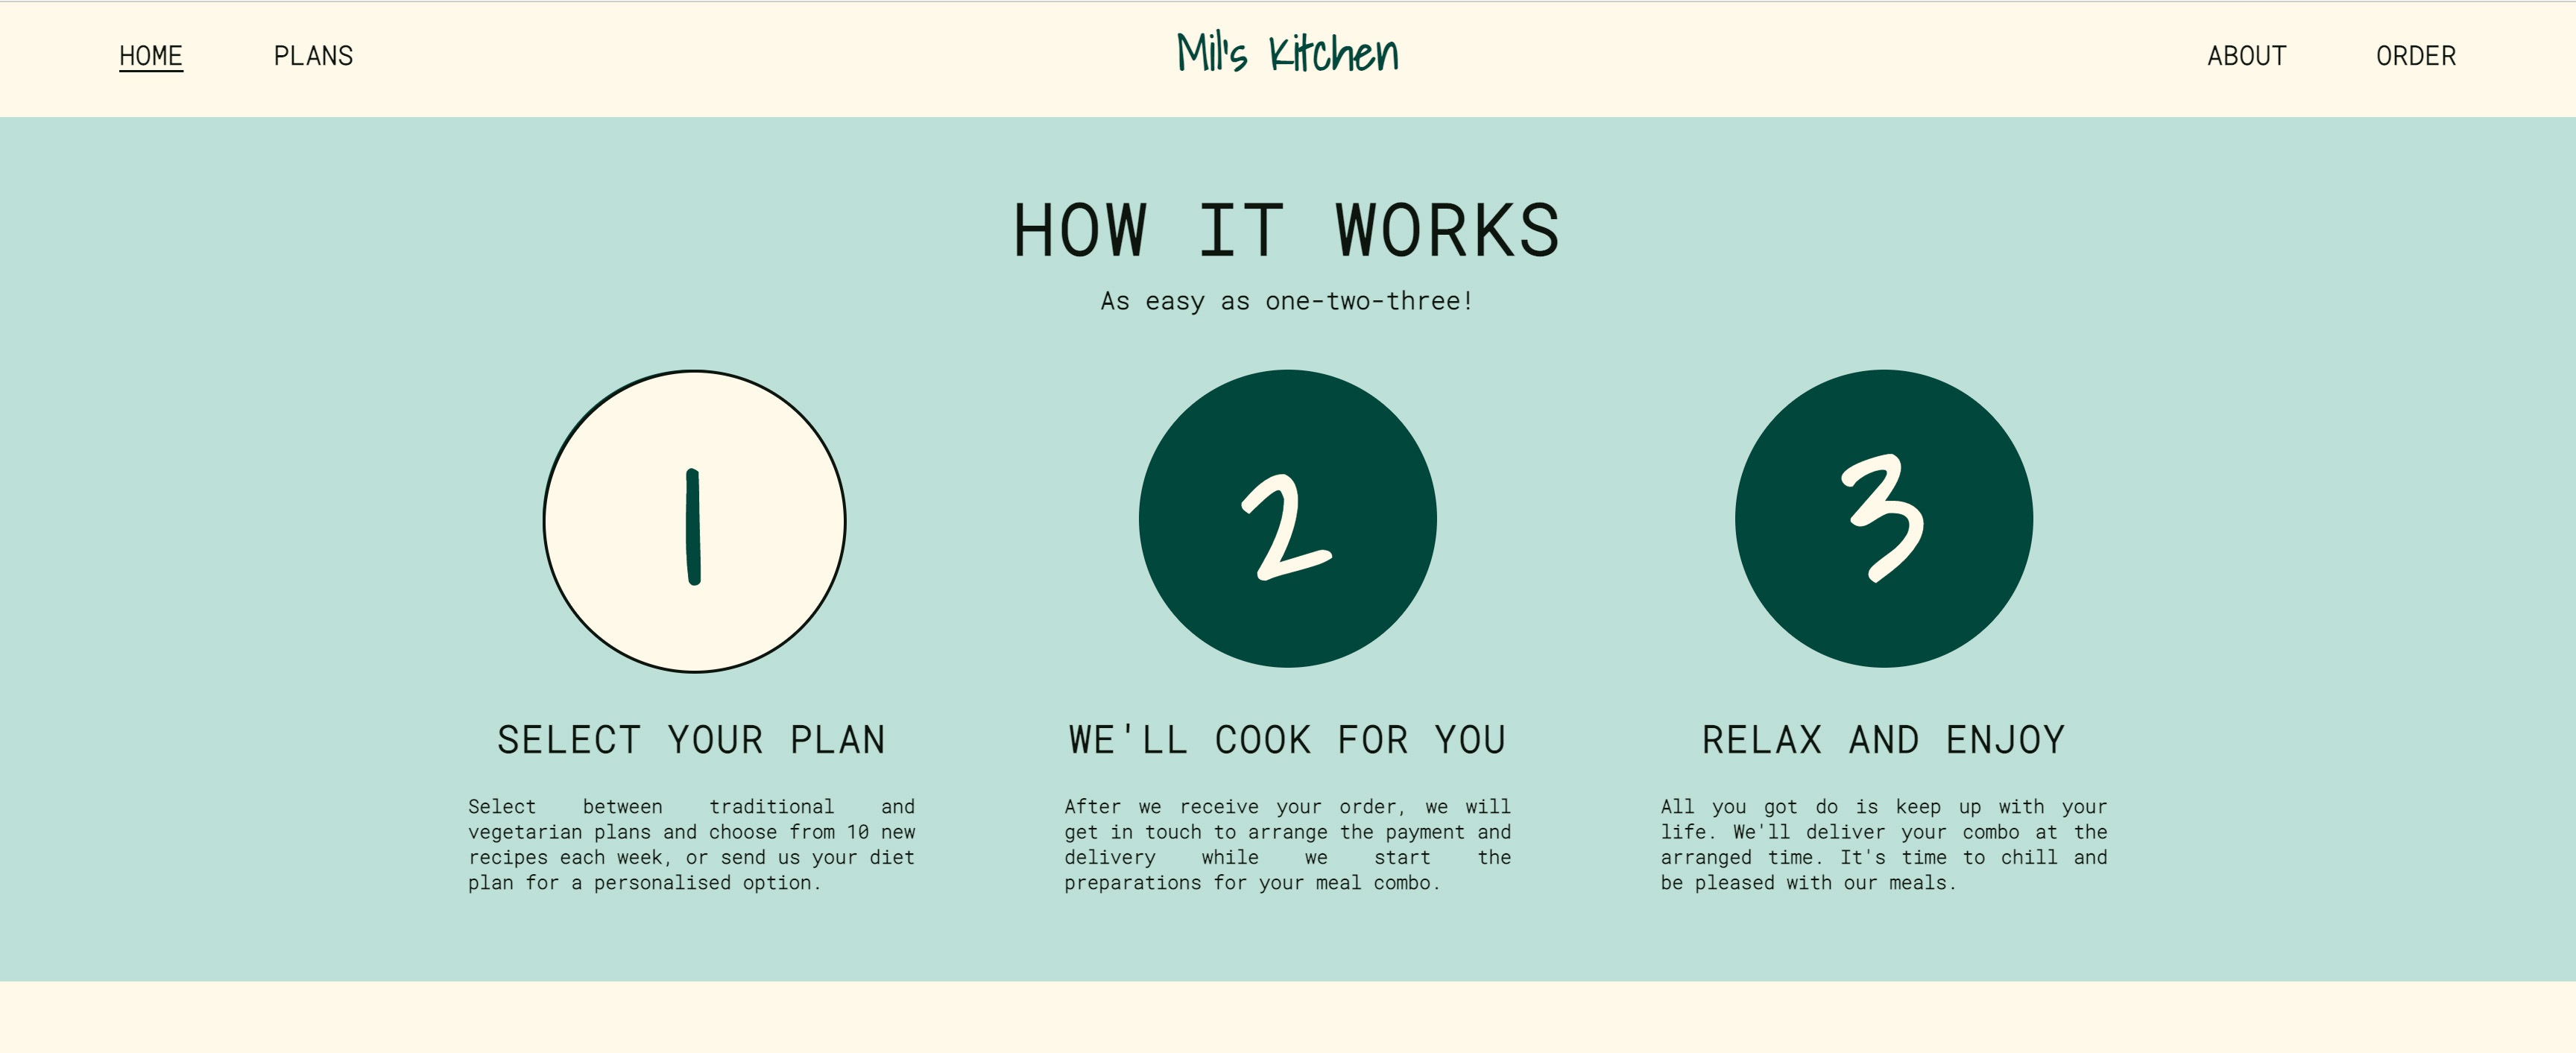 HOME PLANS Mil's Kitchen ABOUT ORDER
HOW IT WORKS
As easy as one-two-three!
1
2
3
SELECT YOUR PLAN
Select between traditional and
vegetarian plans and choose from 10 new
recipes each week, or send us your diet
plan for a personalised option.
WE'LL COOK FOR YOU
After we receive your order, we will
get in touch to arrange the payment and
delivery while we start the
preparations for your meal combo.
RELAX AND ENJOY
All you got do is keep up with your
life. We'll deliver your combo at the
arranged time. It's time to chill and
be pleased with our meals.